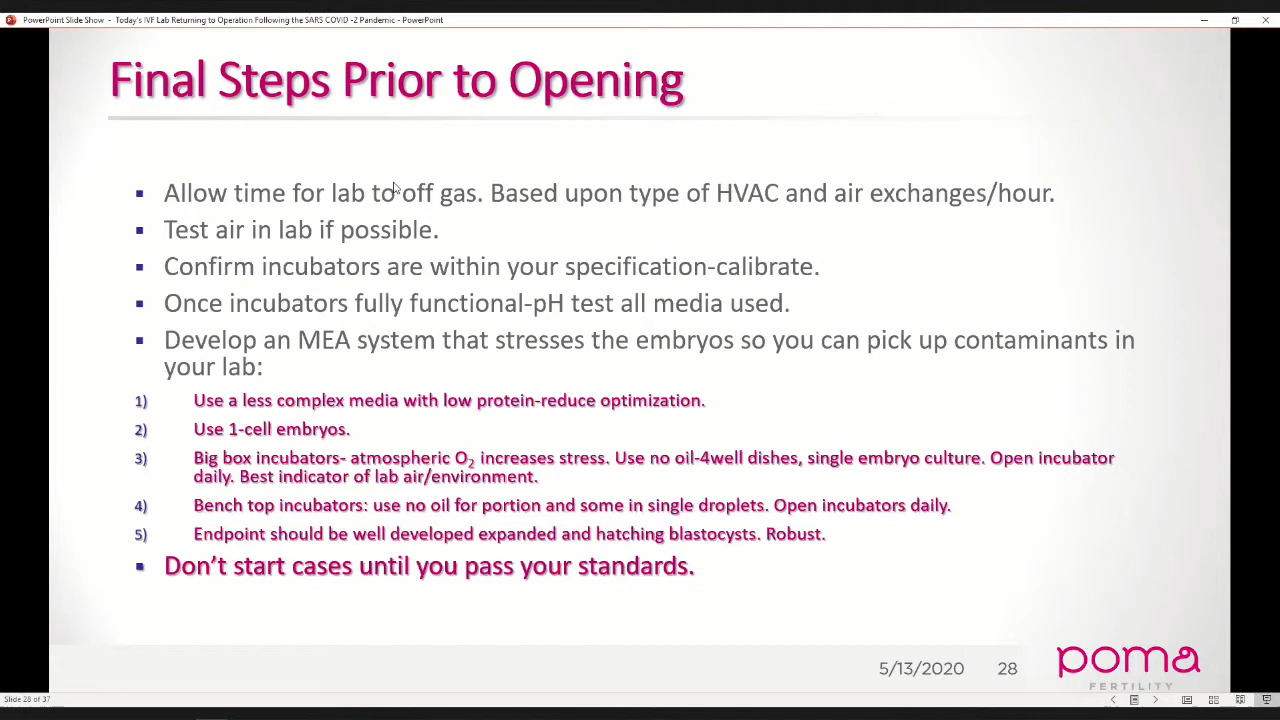 PowerPoint Slide Show - Today's IVF Lab Returning to Operation Following the SARS COVID -2 Pandemic - PowerPoint
Final Steps Prior to Opening
▪ Allow time for lab to off gas. Based upon type of HVAC and air exchanges/hour.
▪ Test air in lab if possible.
▪ Confirm incubators are within your specification-calibrate.
▪ Once incubators fully functional-pH test all media used.
▪ Develop an MEA system that stresses the embryos so you can pick up contaminants in
your lab:
1) Use a less complex media with low protein-reduce optimization.
2) Use 1-cell embryos.
3) Big box incubators- atmospheric O₂ increases stress. Use no oil-4well dishes, single embryo culture. Open incubator
daily. Best indicator of lab air/environment.
4) Bench top incubators: use no oil for portion and some in single droplets. Open incubators daily.
5) Endpoint should be well developed expanded and hatching blastocysts. Robust.
▪ Don't start cases until you pass your standards.
5/13/2020 28
poma
FERTILITY
Slide 28 of 37